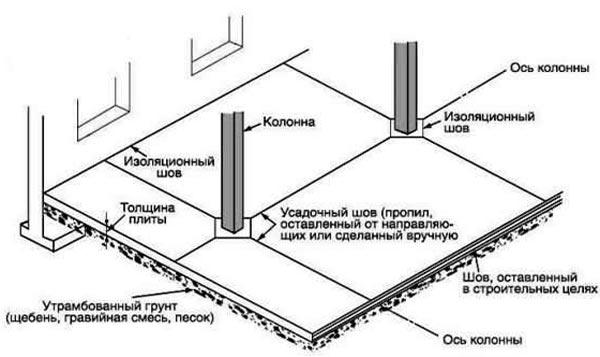 Ось колонны
Колонна
Изоляционный
шов
Изоляционный
шов
Толщина
плиты
Усадочный шов (пропил,
оставленный от направляю-
щих или сделанный вручную
Шов, оставленный
в строительных целях
Утрамбованный грунт
(щебень, гравийная смесь, песок)
Ось колонны